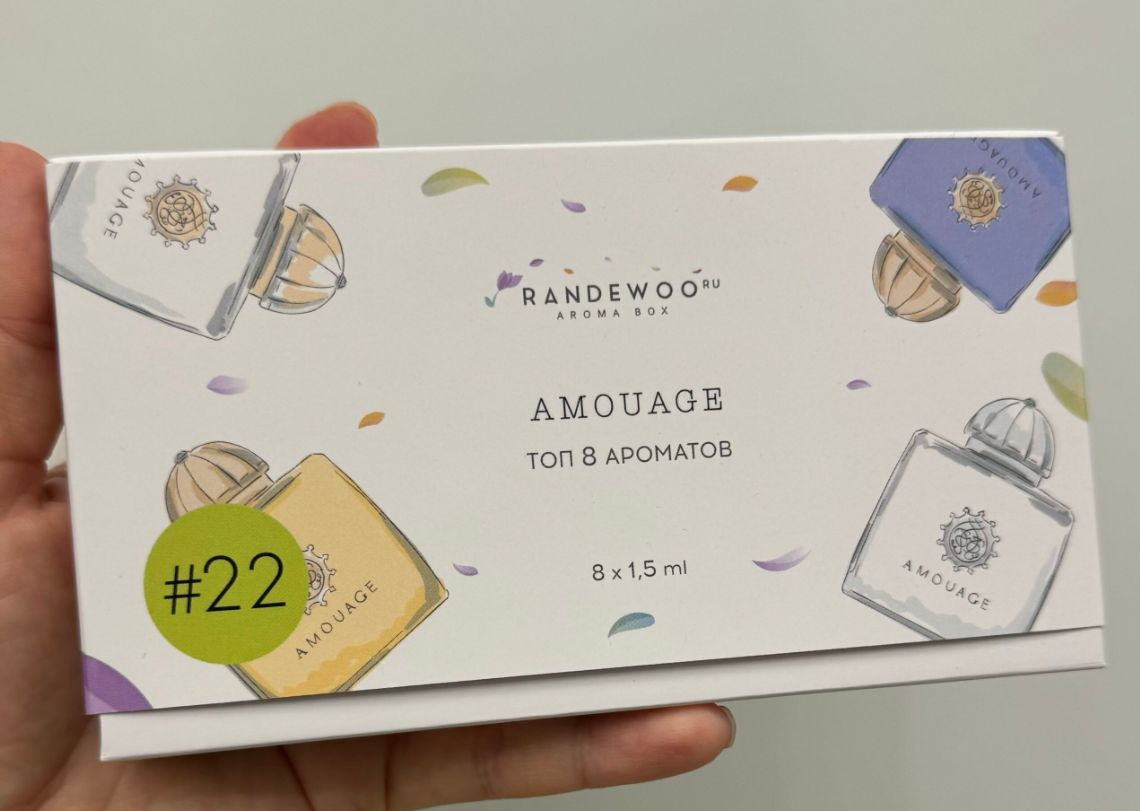 AMOUAGE
AMOUAGE
RANDEWOO RU
AROMA BOX
AMOUAGE
ТОП 8 АРОМАТОВ
8 x 1,5 ml
#22
AMOUAGE
AMOUAGE